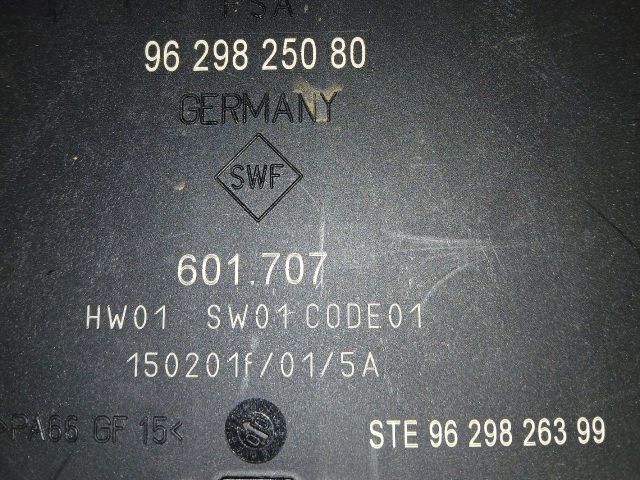 PSA
96 298 250 80
GERMANY
SWF
601.707
HW01 SW01 CODE01
150201f/01/5A
>PA66 GF 15<
STE 96 298 263 99